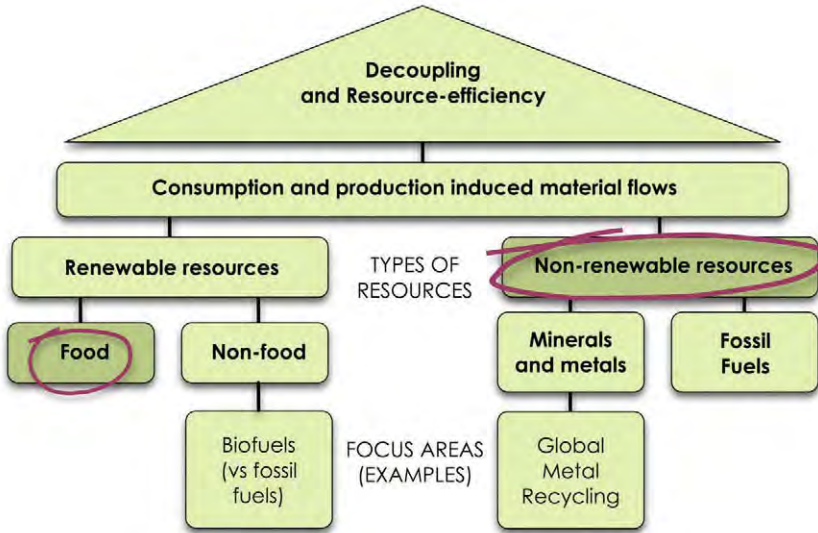 Decoupling
and Resource-efficiency
Consumption and production induced material flows
Renewable resources
TYPES OF
RESOURCES
Non-renewable resources
Food
Non-food
Minerals
and metals
Fossil
Fuels
Biofuels
(vs fossil
fuels)
FOCUS AREAS
(EXAMPLES)
Global
Metal
Recycling